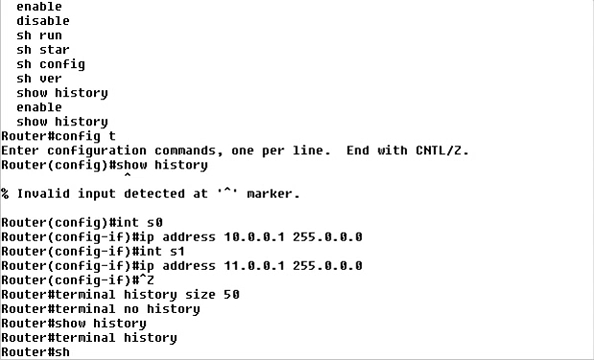 enable
disable
sh run
sh star
sh config
sh ver
show history
enable
show history
Router#config t
Enter configuration commands, one per line.  End with CNTL/Z.
Router(config)#show history
^
% Invalid input detected at '^' marker.
Router(config)#int s0
Router(config-if)#ip address 10.0.0.1 255.0.0.0
Router(config-if)#int s1
Router(config-if)#ip address 11.0.0.1 255.0.0.0
Router(config-if)#^Z
Router#terminal history size 50
Router#terminal no history
Router#show history
Router#terminal history
Router#sh